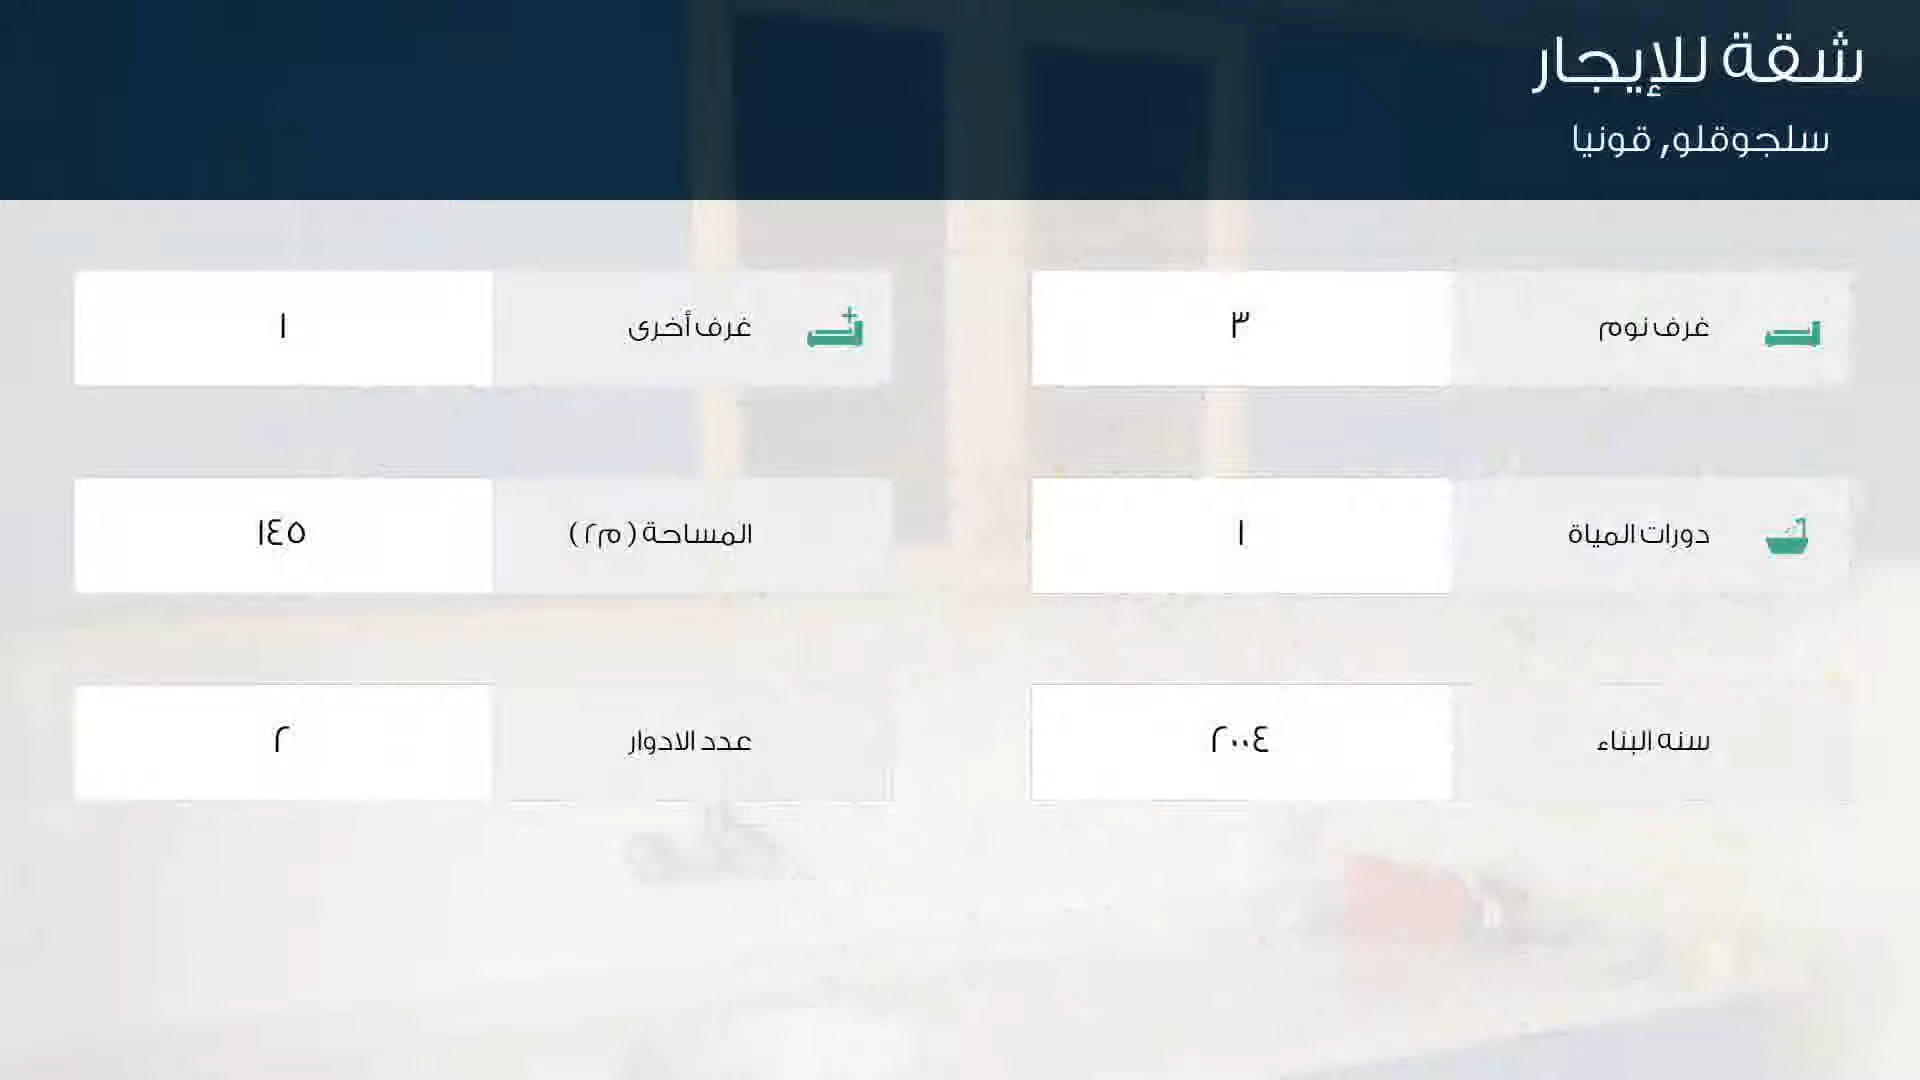 شقة للإيجار
سلجوقلو, قونيا
غرف نوم
٣
غرف أخرى
١
دورات المياة
١
المساحة ( م٢ )
١٤٥
سنه البناء
٢٠٠٤
عدد الادوار
٢